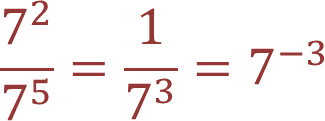 7²/7⁵ = 1/7³ = 7⁻³